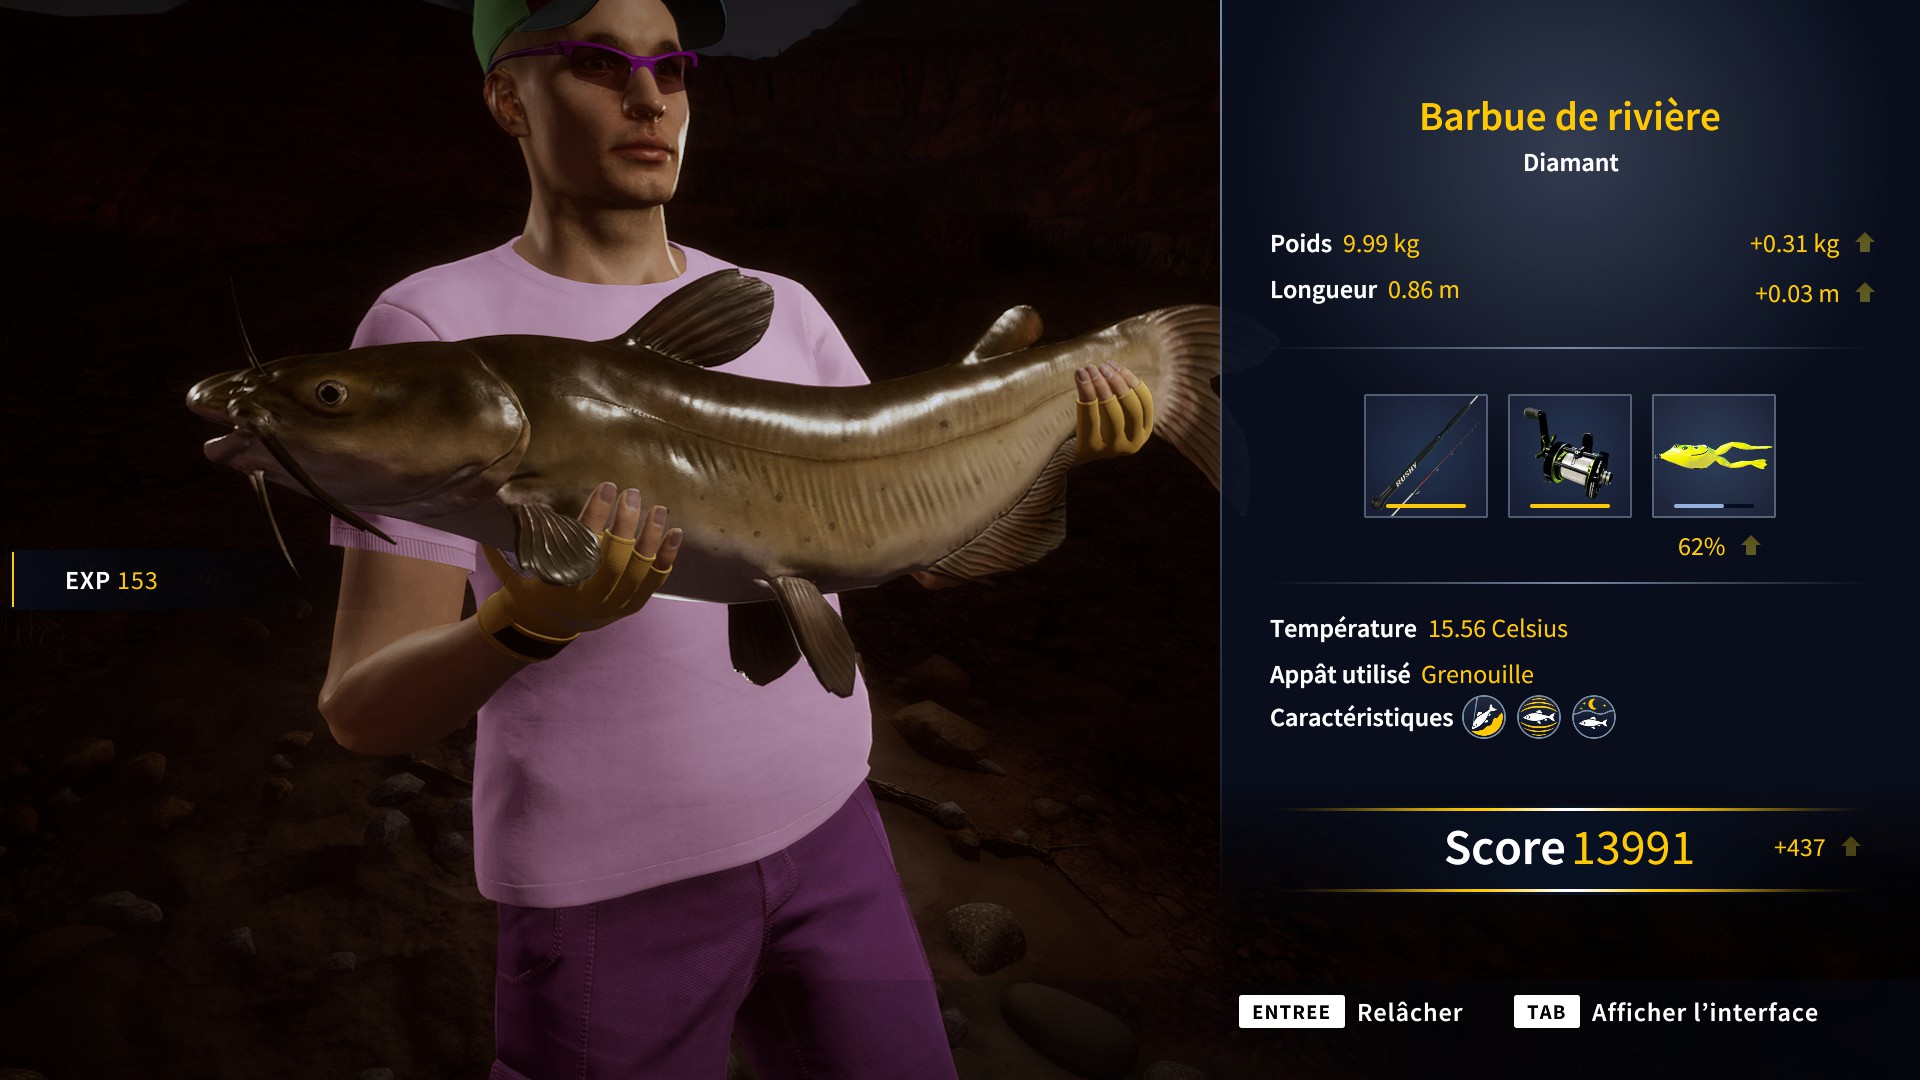 Barbue de rivière
Diamant
Poids 9.99 kg +0.31 kg
Longueur 0.86 m +0.03 m
RUSHY
62%
EXP 153
Température 15.56 Celsius
Appât utilisé Grenouille
Caractéristiques
Score 13991 +437
ENTREE Relâcher TAB Afficher l’interface